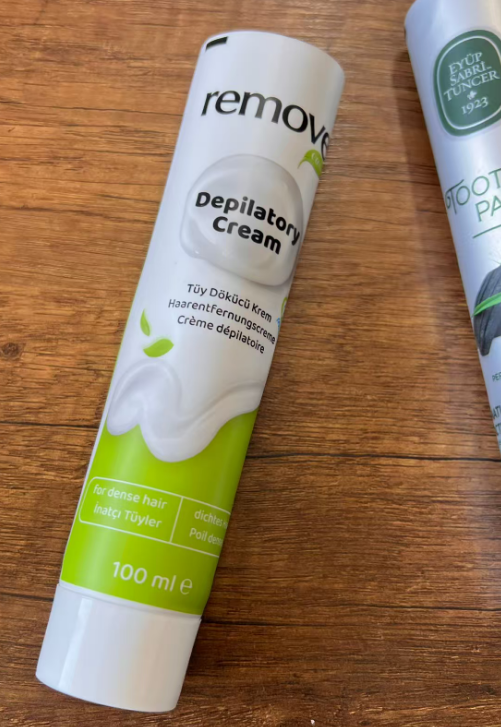 remove
Depilatory
Cream
Tüy Dökücü Krem
Haarentfernungscreme
Crème dépilatoire
for dense hair
İnatçı Tüyler
Poil
100 ml e
EYÜP
SABRİ
TUNCER
1923